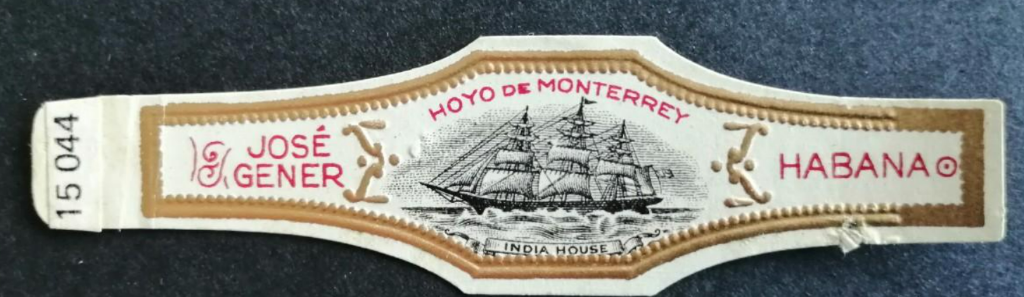 15 044
JOSÉ
GENER
HOYO DE MONTERREY
INDIA HOUSE
HABANA